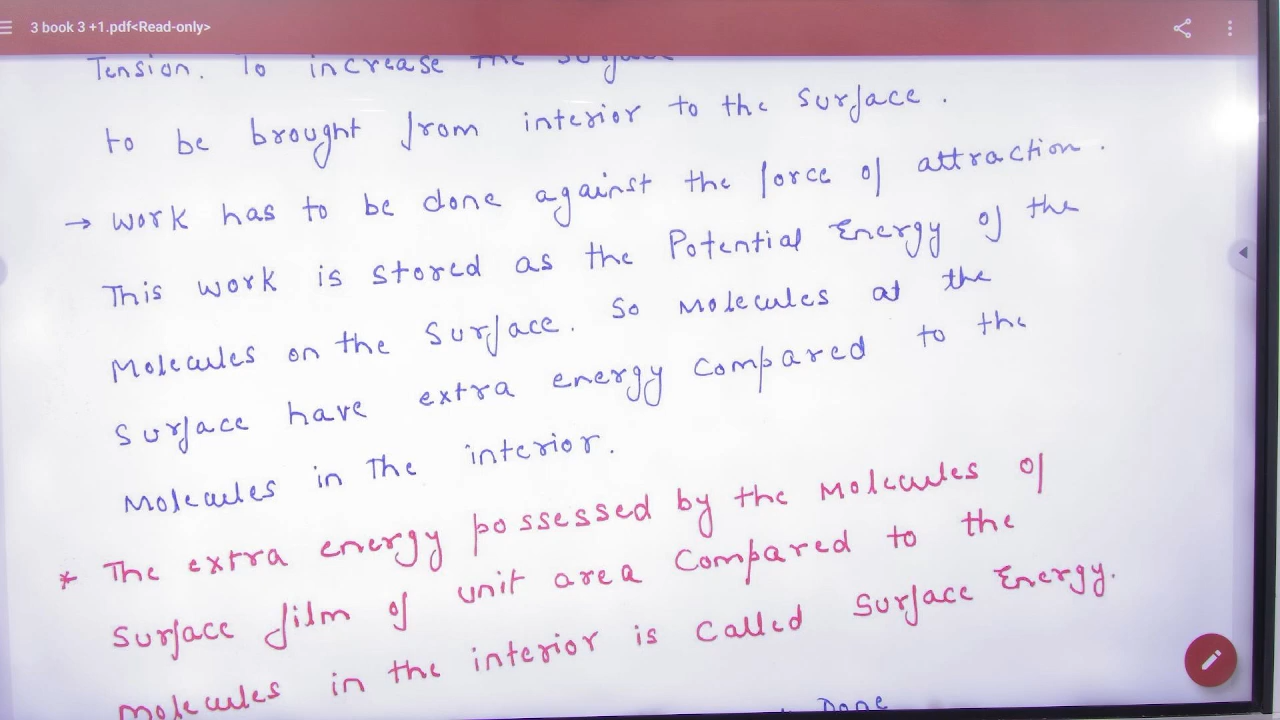 3 book 3 +1.pdf<Read-only>
Tension. To increase the surface
to be brought from interior to the surface.
→ Work has to be done against the force of attraction.
This work is stored as the Potential Energy of the
Molecules on the Surface. So Molecules at the
Surface have extra energy compared to the
Molecules in The interior.
* The extra energy possessed by the Molecules of
Surface film of unit area Compared to the
Molecules in the interior is Called Surface Energy.
Done